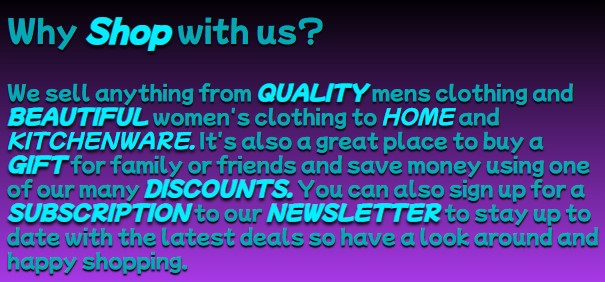 Why Shop with us?
We sell anything from QUALITY mens clothing and
BEAUTIFUL women's clothing to HOME and
KITCHENWARE. It's also a great place to buy a
GIFT for family or friends and save money using one
of our many DISCOUNTS. You can also sign up for a
SUBSCRIPTION to our NEWSLETTER to stay up to
date with the latest deals so have a look around and
happy shopping.